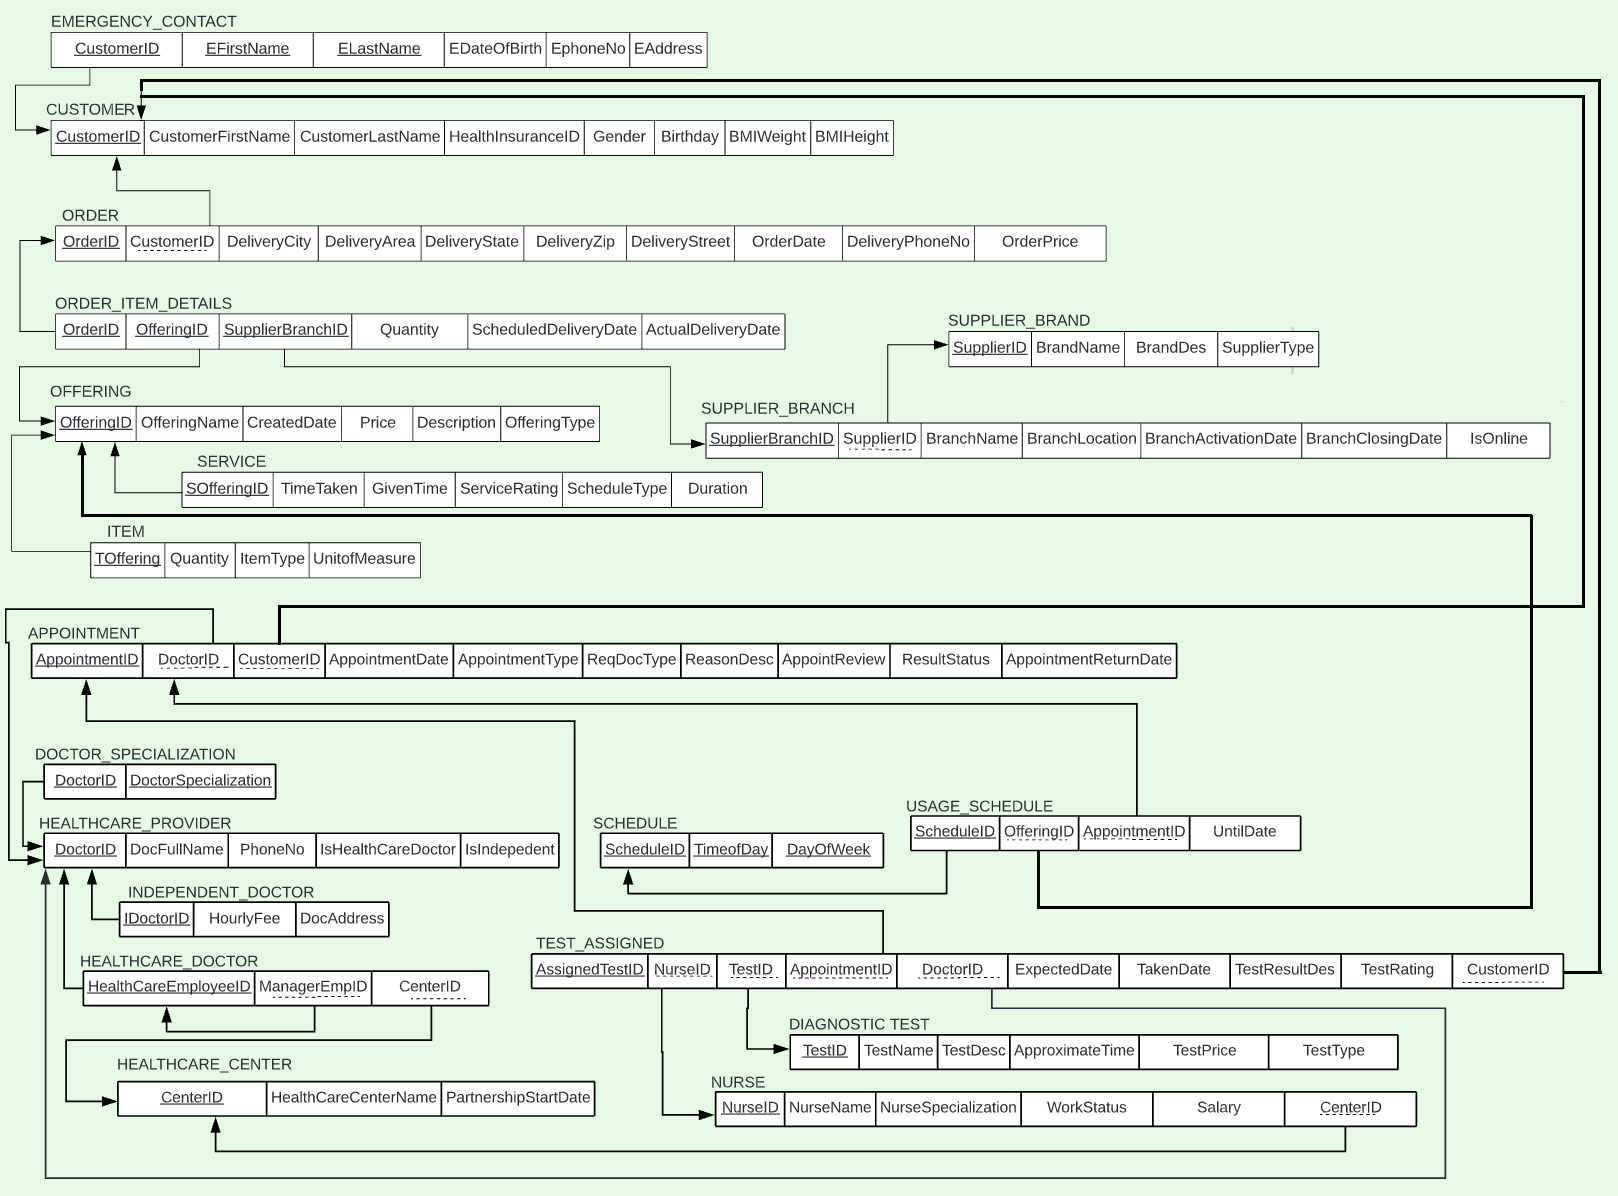 EMERGENCY_CONTACT
CustomerID EFirstName ELastName EDateOfBirth EphoneNo EAddress
CUSTOMER
CustomerID CustomerFirstName CustomerLastName HealthInsuranceID Gender Birthday BMIWeight BMIHeight
ORDER
OrderID CustomerID DeliveryCity DeliveryArea DeliveryState DeliveryZip DeliveryStreet OrderDate DeliveryPhoneNo OrderPrice
ORDER_ITEM_DETAILS
OrderID OfferingID SupplierBranchID Quantity ScheduledDeliveryDate ActualDeliveryDate
SUPPLIER_BRAND
SupplierID BrandName BrandDes SupplierType
OFFERING
OfferingID OfferingName CreatedDate Price Description OfferingType
SUPPLIER_BRANCH
SupplierBranchID SupplierID BranchName BranchLocation BranchActivationDate BranchClosingDate IsOnline
SERVICE
SOfferingID TimeTaken GivenTime ServiceRating ScheduleType Duration
ITEM
TOffering Quantity ItemType UnitofMeasure
APPOINTMENT
AppointmentID DoctorID CustomerID AppointmentDate AppointmentType ReqDocType ReasonDesc AppointReview ResultStatus AppointmentReturnDate
DOCTOR_SPECIALIZATION
DoctorID DoctorSpecialization
HEALTHCARE_PROVIDER
DoctorID DocFullName PhoneNo IsHealthCareDoctor IsIndepedent
SCHEDULE
ScheduleID TimeofDay DayOfWeek
USAGE_SCHEDULE
ScheduleID OfferingID AppointmentID UntilDate
INDEPENDENT_DOCTOR
IDoctorID HourlyFee DocAddress
TEST_ASSIGNED
AssignedTestID NurseID TestID AppointmentID DoctorID ExpectedDate TakenDate TestResultDes TestRating CustomerID
HEALTHCARE_DOCTOR
HealthCareEmployeeID ManagerEmpID CenterID
DIAGNOSTIC TEST
TestID TestName TestDesc ApproximateTime TestPrice TestType
HEALTHCARE_CENTER
CenterID HealthCareCenterName PartnershipStartDate
NURSE
NurseID NurseName NurseSpecialization WorkStatus Salary CenterID